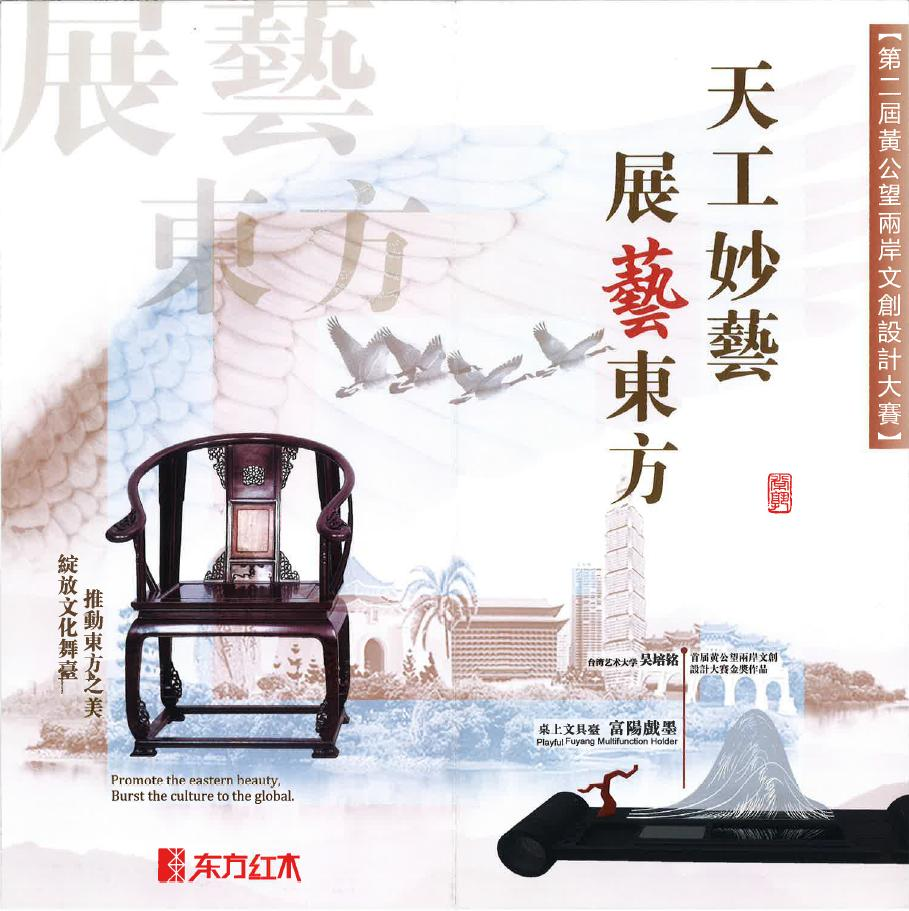 【第二屆黃公望兩岸文創設計大賽】
天工妙藝
展藝東方
展藝
東方
推動東方之美
綻放文化舞臺
Promote the eastern beauty,
Burst the culture to the global.
东方红木
台湾艺术大学 吴培铭
首届黄公望兩岸文創
設計大賽金獎作品
桌上文具臺 富陽戲墨
Playful Fuyang Multifunction Holder